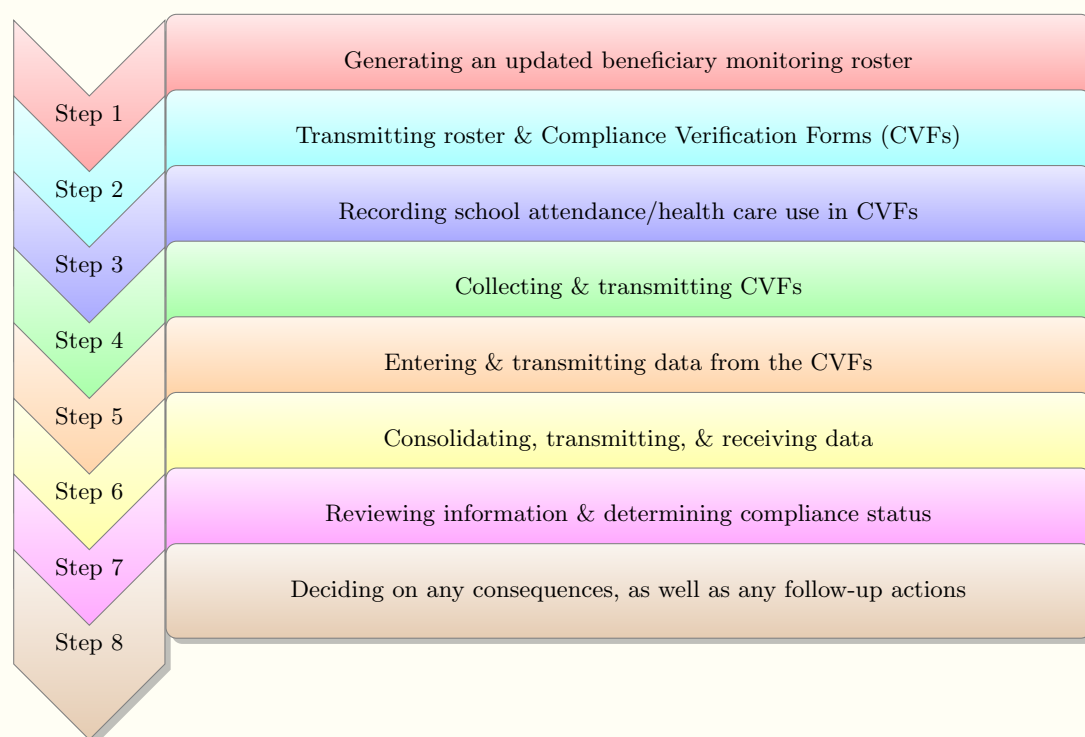 Step 1
Generating an updated beneficiary monitoring roster
Step 2
Transmitting roster & Compliance Verification Forms (CVFs)
Step 3
Recording school attendance/health care use in CVFs
Step 4
Collecting & transmitting CVFs
Step 5
Entering & transmitting data from the CVFs
Step 6
Consolidating, transmitting, & receiving data
Step 7
Reviewing information & determining compliance status
Step 8
Deciding on any consequences, as well as any follow-up actions